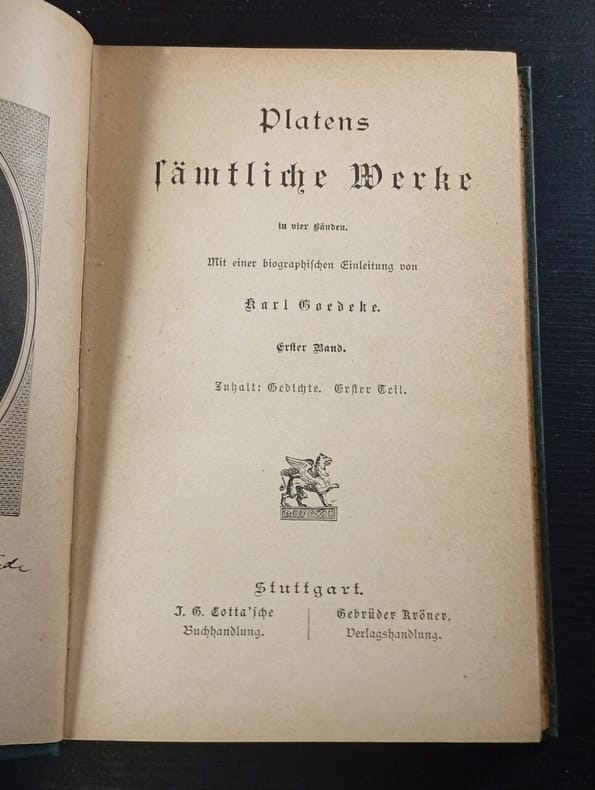 Platens
ſämtliche Werke
in vier Bänden.
Mit einer biographiſchen Einleitung von
Karl Goedeke.
Erſter Band.
Inhalt: Gedichte. Erſter Teil.
Stuttgart.
J. G. Cotta'ſche
Buchhandlung.
Gebrüder Kröner,
Verlagshandlung.